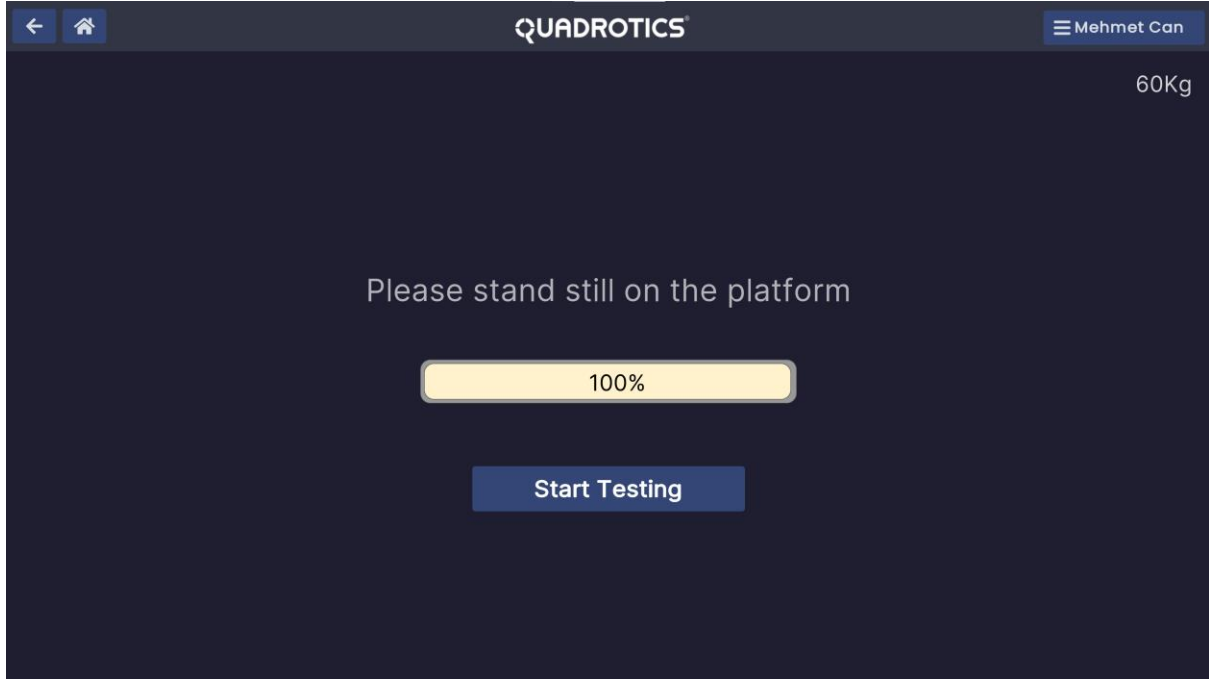 QUADROTICS®
Mehmet Can
60Kg
Please stand still on the platform
100%
Start Testing